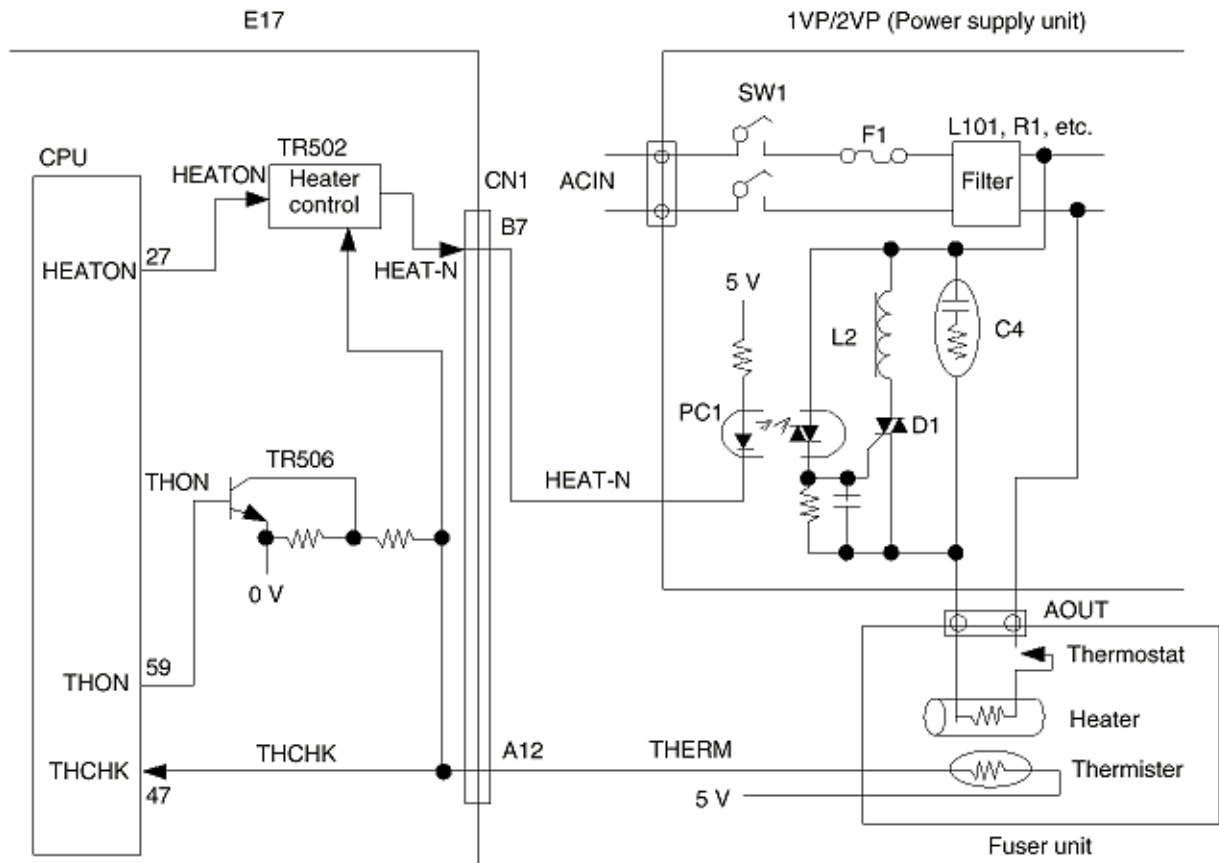 E17
1VP/2VP (Power supply unit)
SW1
F1
L101, R1, etc.
CPU
TR502
HEATON
Heater
control
CN1
ACIN
Filter
B7
27
HEATON
HEAT-N
5 V
L2
C4
PC1
D1
TR506
THON
HEAT-N
0 V
AOUT
Thermostat
59
THON
Heater
THCHK
A12
THERM
THCHK
Thermister
47
5 V
Fuser unit